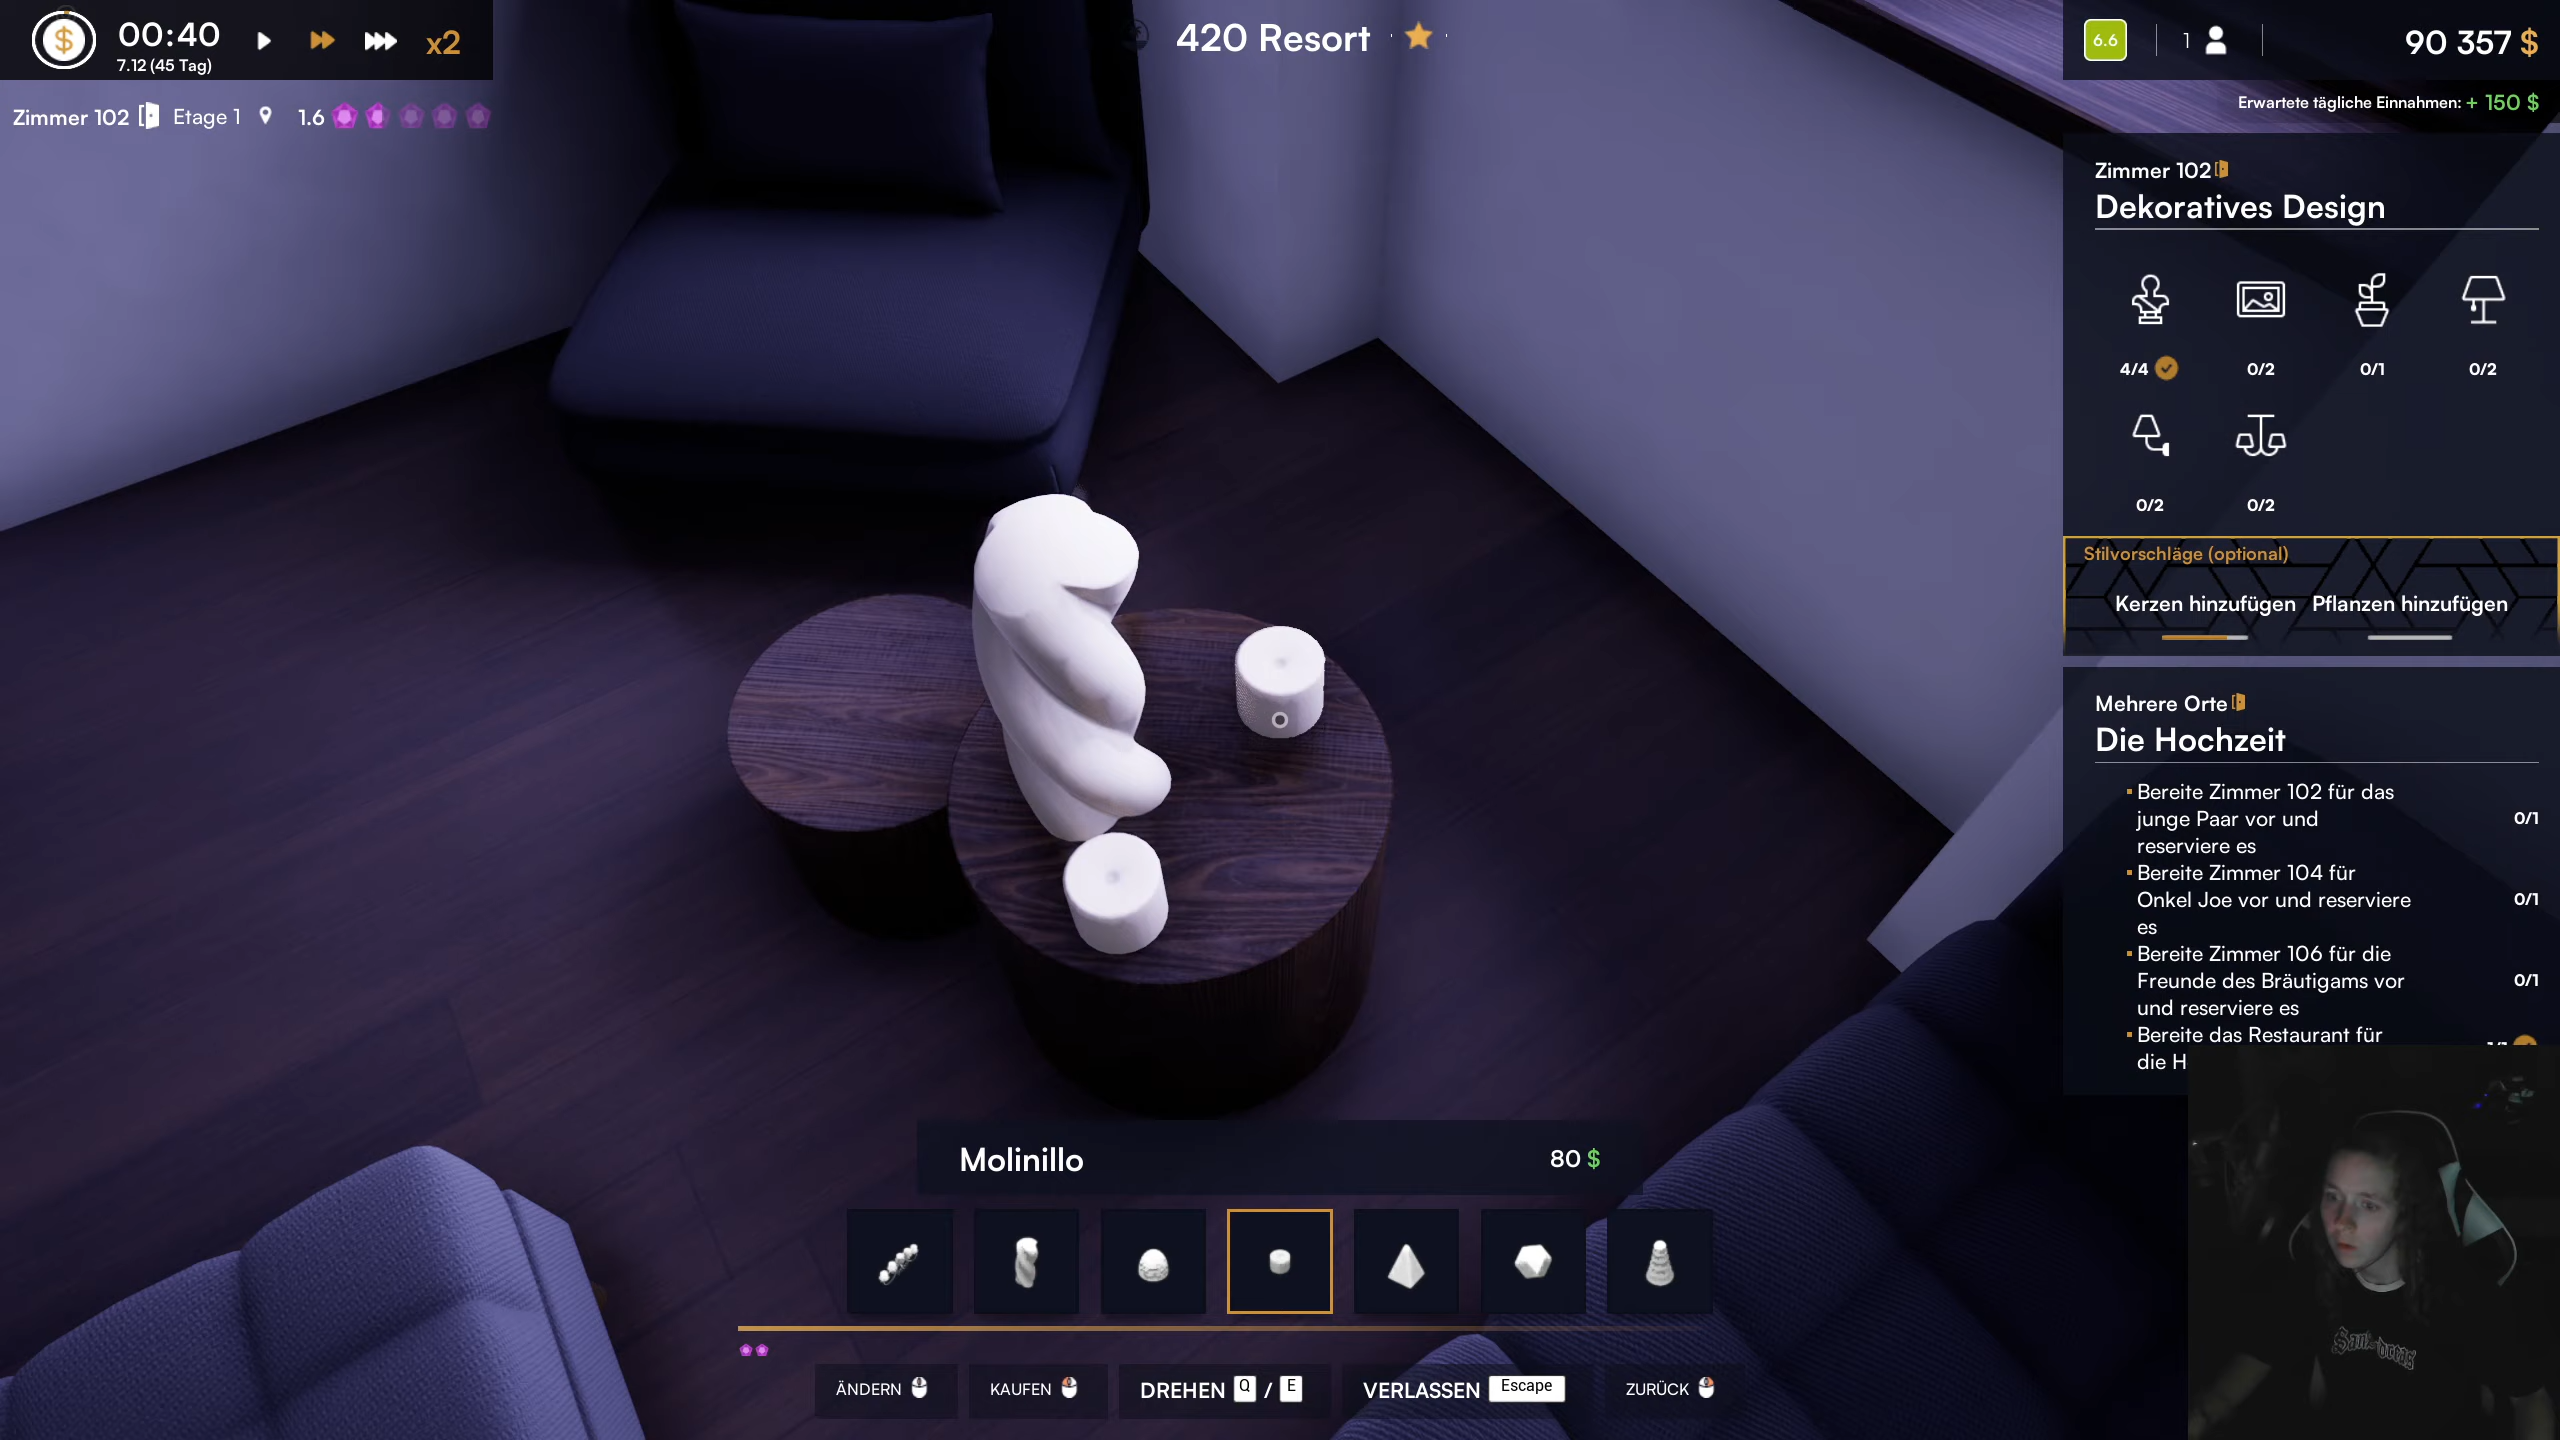 00:40
7.12 (45 Tag)
x2
420 Resort
6.6
1
90 357 $
Erwartete tägliche Einnahmen: + 150 $
Zimmer 102
Etage 1
1.6
Zimmer 102
Dekoratives Design
4/4
0/2
0/1
0/2
0/2
0/2
Stilvorschläge (optional)
Kerzen hinzufügen
Pflanzen hinzufügen
Mehrere Orte
Die Hochzeit
Bereite Zimmer 102 für das
junge Paar vor und
reserviere es
0/1
Bereite Zimmer 104 für
Onkel Joe vor und reserviere
es
0/1
Bereite Zimmer 106 für die
Freunde des Bräutigams vor
und reserviere es
0/1
Bereite das Restaurant für
die H
Molinillo
80 $
ÄNDERN
KAUFEN
DREHEN Q / E
VERLASSEN Escape
ZURÜCK